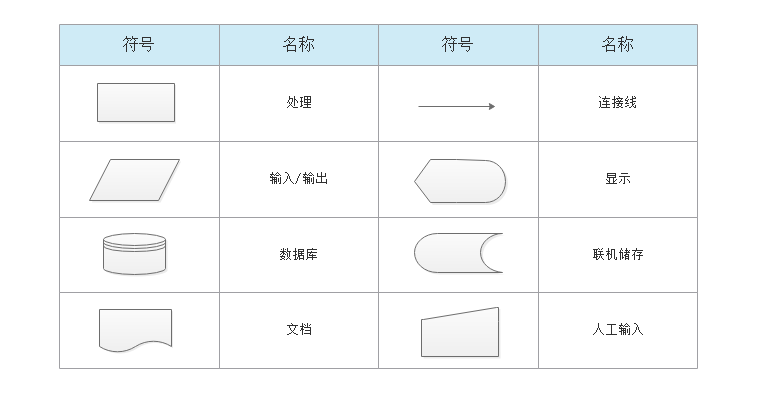 符号 名称 符号 名称
处理 连接线
输入/输出 显示
数据库 联机储存
文档 人工输入